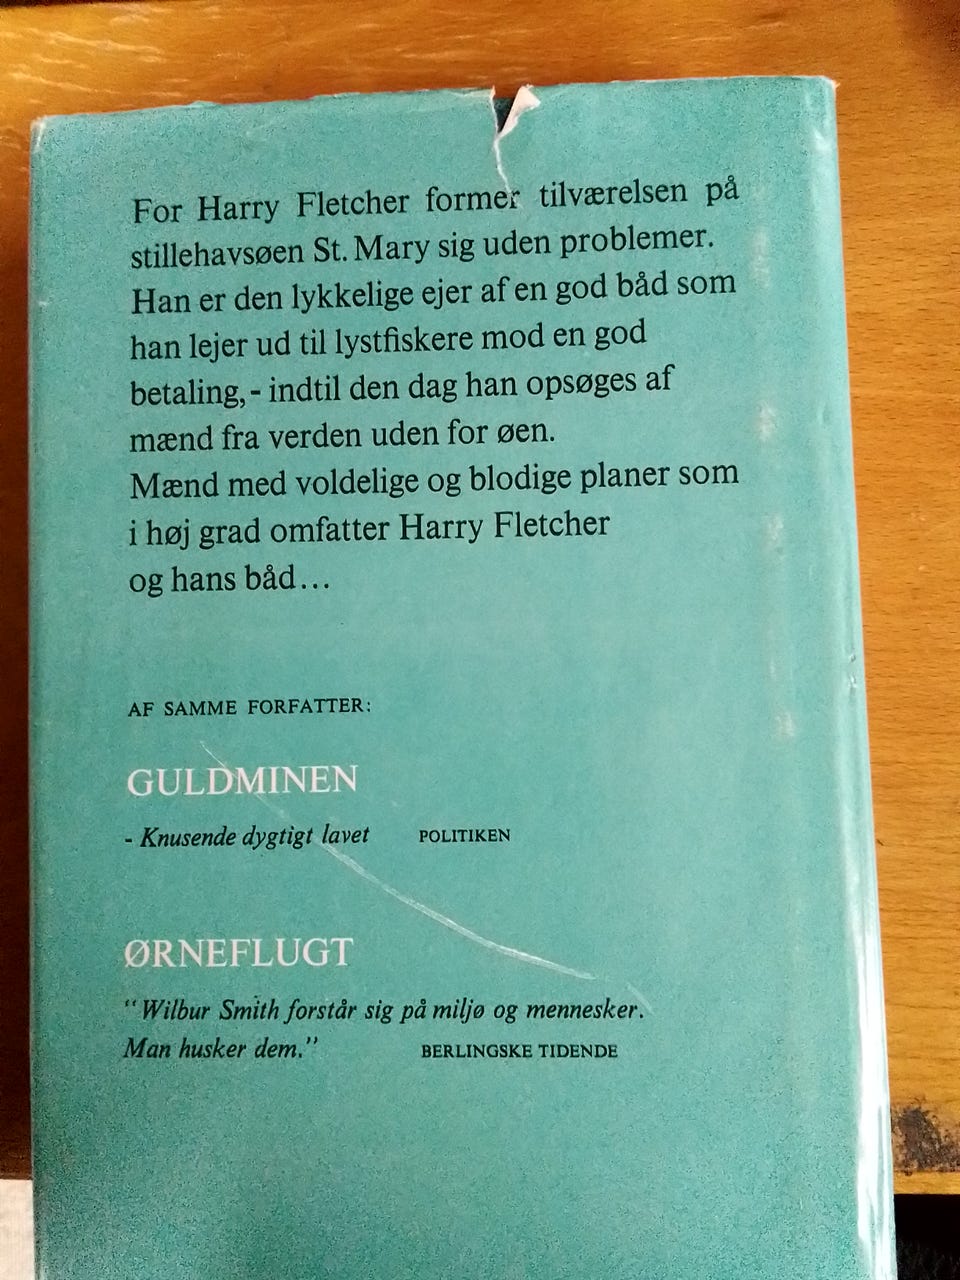 For Harry Fletcher former tilværelsen på
stillehavsøen St. Mary sig uden problemer.
Han er den lykkelige ejer af en god båd som
han lejer ud til lystfiskere mod en god
betaling, - indtil den dag han opsøges af
mænd fra verden uden for øen.
Mænd med voldelige og blodige planer som
i høj grad omfatter Harry Fletcher
og hans båd...
AF SAMME FORFATTER:
GULDMINEN
- Knusende dygtigt lavet POLITIKEN
ØRNEFLUGT
"Wilbur Smith forstår sig på miljø og mennesker.
Man husker dem." BERLINGSKE TIDENDE